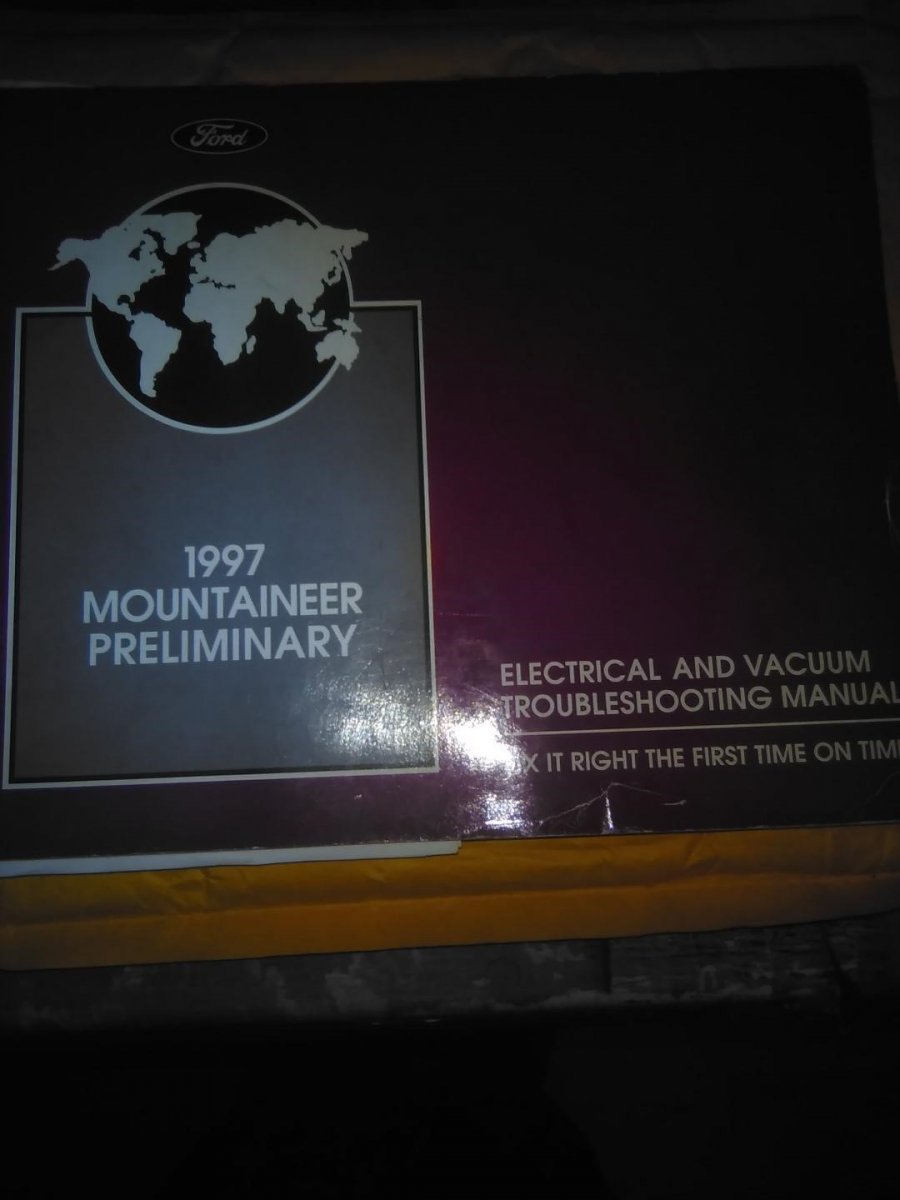 Ford
1997
MOUNTAINEER
PRELIMINARY
ELECTRICAL AND VACUUM
TROUBLESHOOTING MANUAL
X IT RIGHT THE FIRST TIME ON TIM